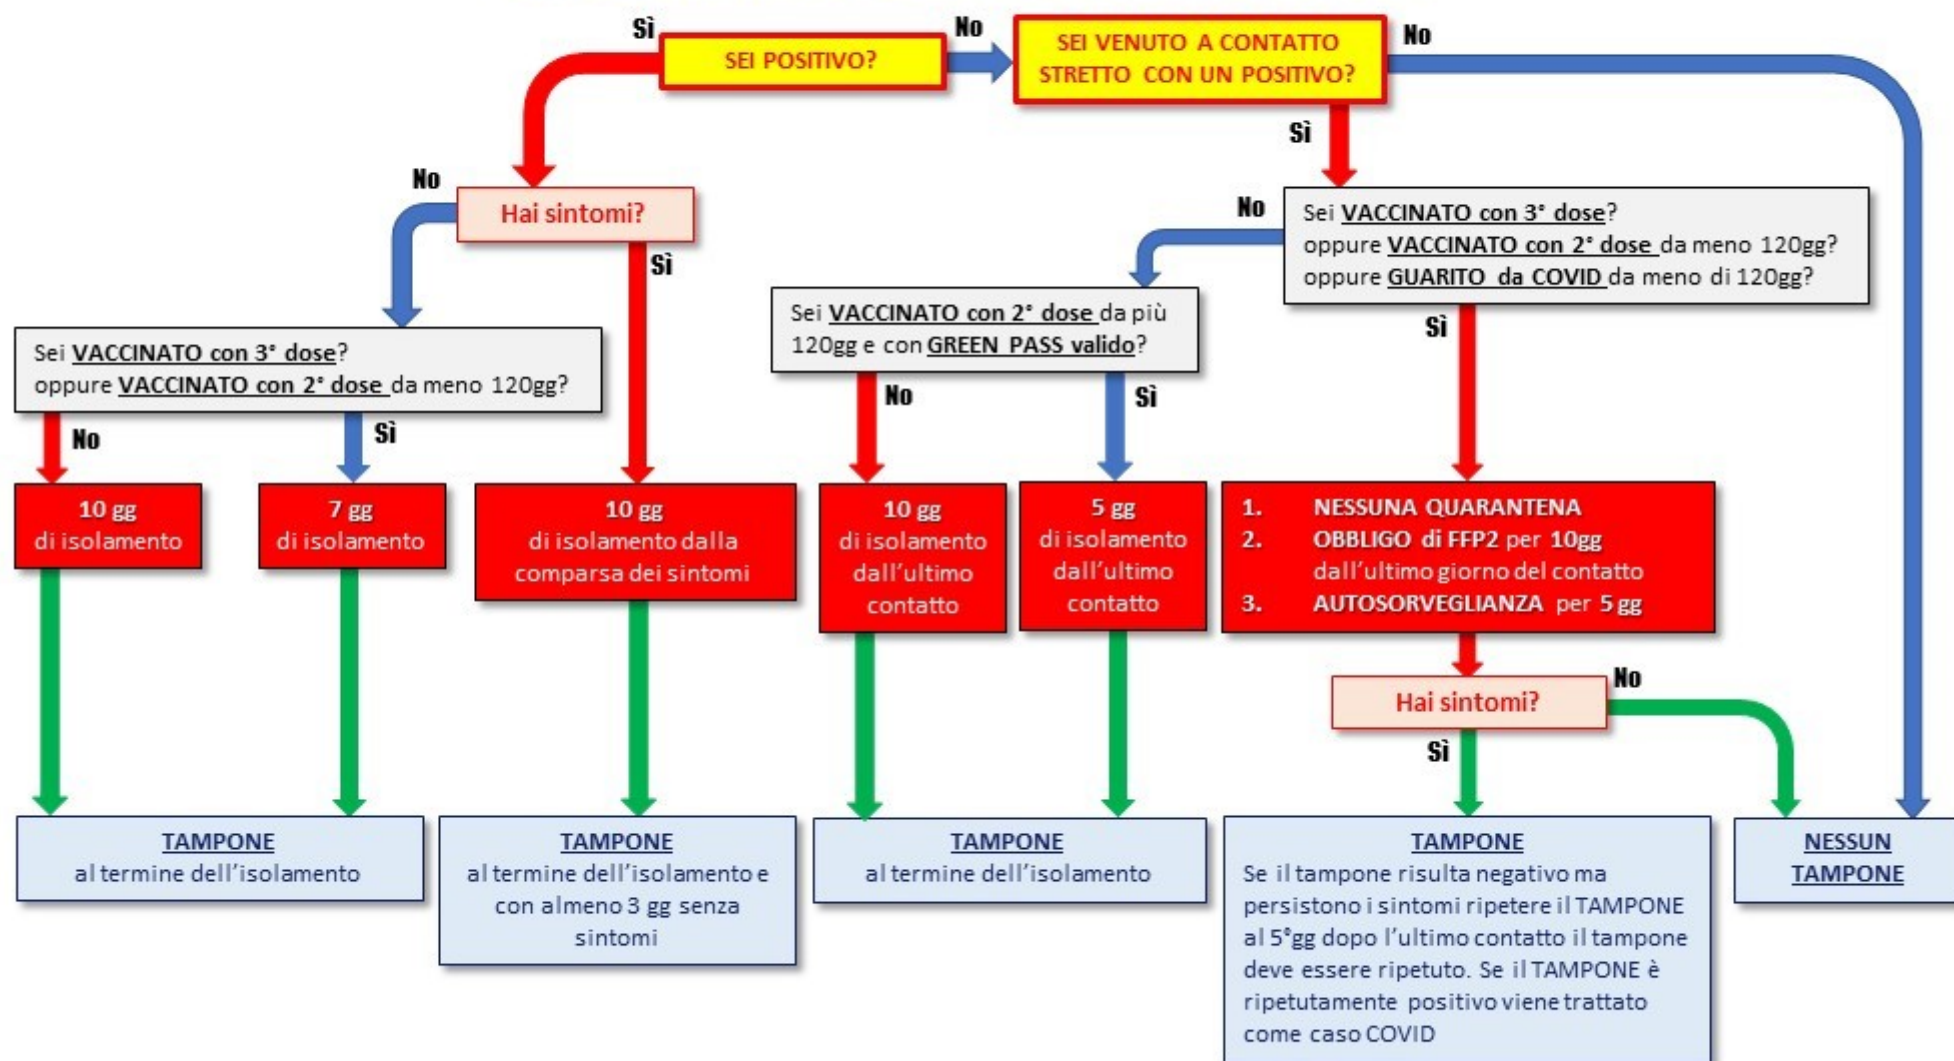 Sì
SEI POSITIVO?
No
SEI VENUTO A CONTATTO
STRETTO CON UN POSITIVO?
No
Sì
No
Hai sintomi?
Sì
No
Sei VACCINATO con 3° dose?
oppure VACCINATO con 2° dose da meno 120gg?
oppure GUARITO da COVID da meno di 120gg?
Sì
Sei VACCINATO con 2° dose da più
120gg e con GREEN PASS valido?
No
Sì
Sei VACCINATO con 3° dose?
oppure VACCINATO con 2° dose da meno 120gg?
No
Sì
10 gg
di isolamento
7 gg
di isolamento
10 gg
di isolamento dalla
comparsa dei sintomi
10 gg
di isolamento
dall'ultimo
contatto
5 gg
di isolamento
dall'ultimo
contatto
1. NESSUNA QUARANTENA
2. OBBLIGO di FFP2 per 10gg
dall'ultimo giorno del contatto
3. AUTOSORVEGLIANZA per 5 gg
Hai sintomi?
No
Sì
TAMPONE
al termine dell'isolamento
TAMPONE
al termine dell'isolamento e
con almeno 3 gg senza
sintomi
TAMPONE
al termine dell'isolamento
TAMPONE
Se il tampone risulta negativo ma
persistono i sintomi ripetere il TAMPONE
al 5°gg dopo l'ultimo contatto il tampone
deve essere ripetuto. Se il TAMPONE è
ripetutamente positivo viene trattato
come caso COVID
NESSUN
TAMPONE